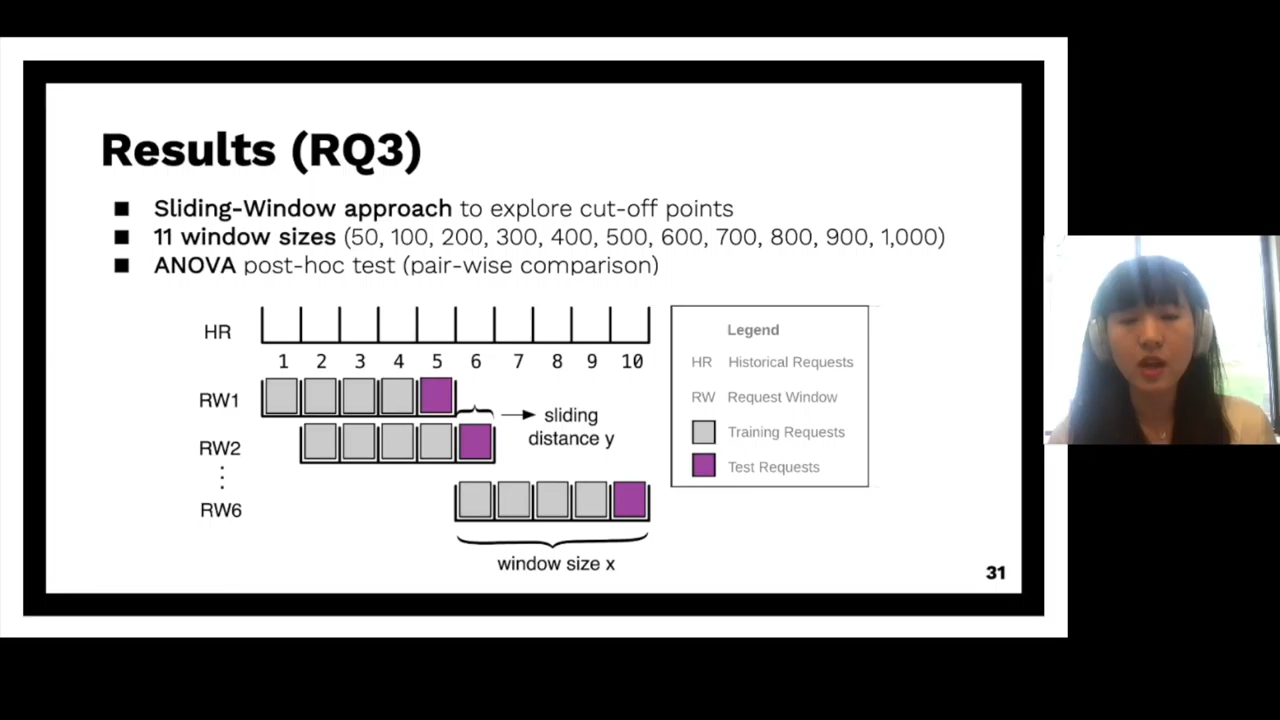 Results (RQ3)
■ Sliding-Window approach to explore cut-off points
■ 11 window sizes (50, 100, 200, 300, 400, 500, 600, 700, 800, 900, 1,000)
■ ANOVA post-hoc test (pair-wise comparison)
HR
1 2 3 4 5 6 7 8 9 10
RW1
sliding
distance y
RW2
RW6
window size x
Legend
HR Historical Requests
RW Request Window
Training Requests
Test Requests
31